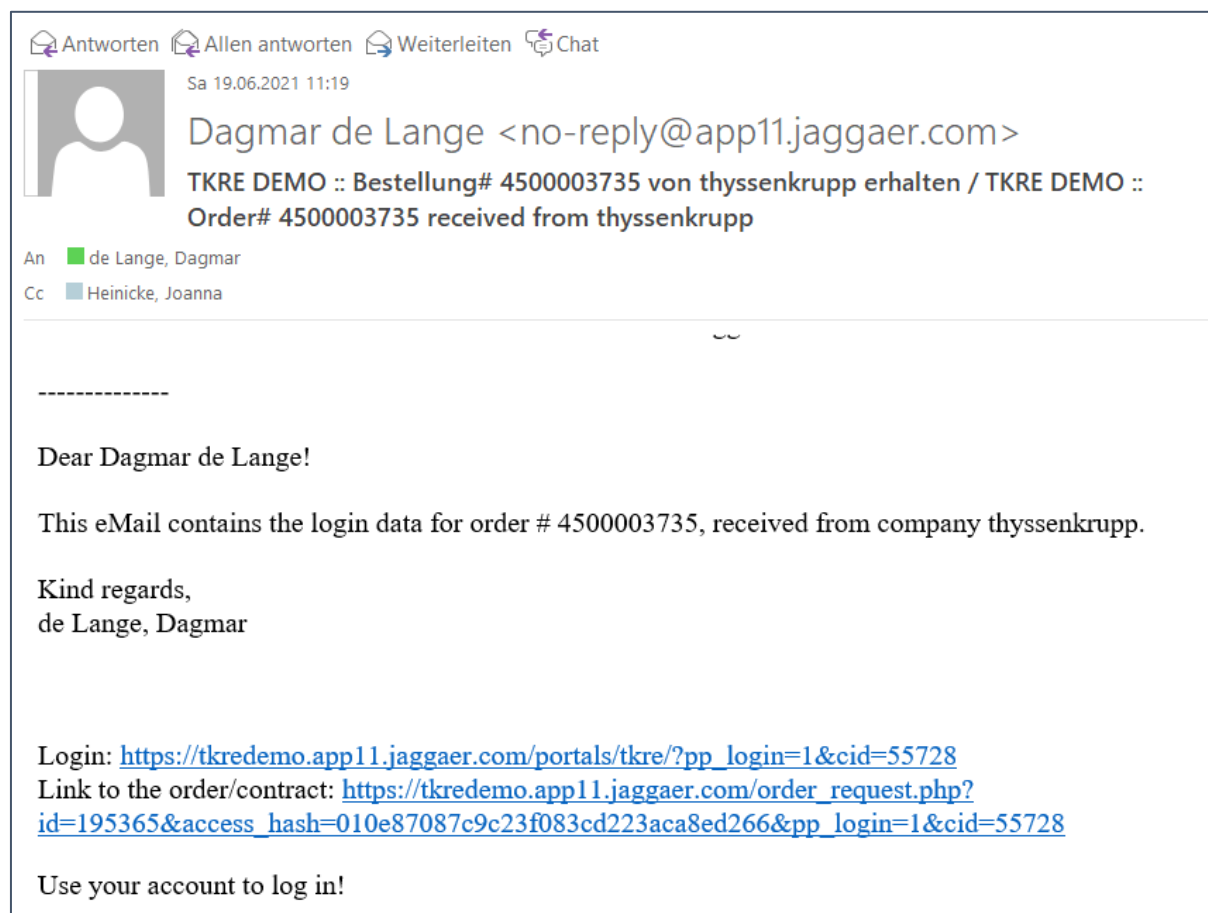 Antworten Allen antworten Weiterleiten Chat
Sa 19.06.2021 11:19
Dagmar de Lange <no-reply@app11.jaggaer.com>
TKRE DEMO :: Bestellung# 4500003735 von thyssenkrupp erhalten / TKRE DEMO ::
Order# 4500003735 received from thyssenkrupp
An de Lange, Dagmar
Cc Heinicke, Joanna
--------------
Dear Dagmar de Lange!
This eMail contains the login data for order # 4500003735, received from company thyssenkrupp.
Kind regards,
de Lange, Dagmar
Login: https://tkredemo.app11.jaggaer.com/portals/tkre/?pp_login=1&cid=55728
Link to the order/contract: https://tkredemo.app11.jaggaer.com/order_request.php?
id=195365&access_hash=010e87087c9c23f083cd223aca8ed266&pp_login=1&cid=55728
Use your account to log in!